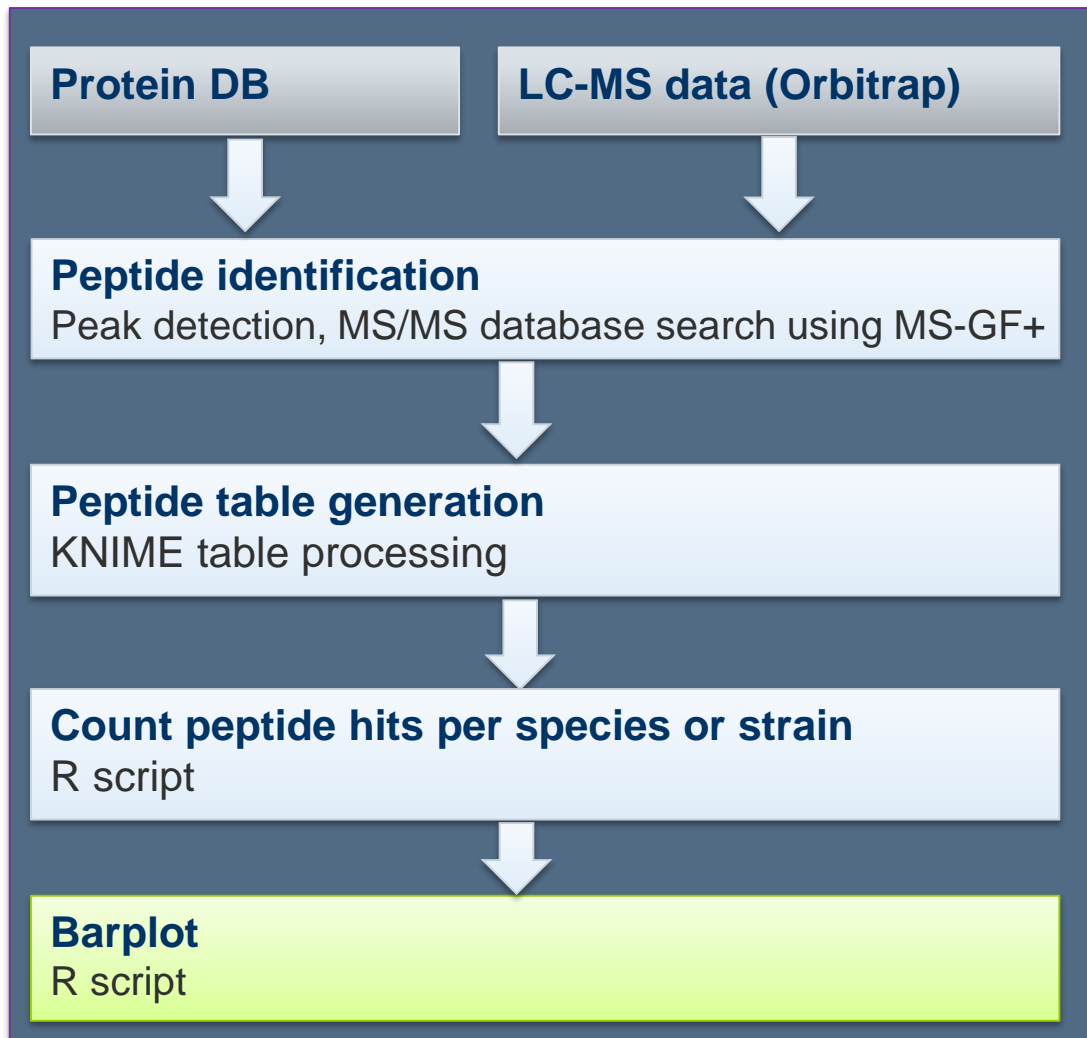 Protein DB
LC-MS data (Orbitrap)
Peptide identification
Peak detection, MS/MS database search using MS-GF+
Peptide table generation
KNIME table processing
Count peptide hits per species or strain
R script
Barplot
R script